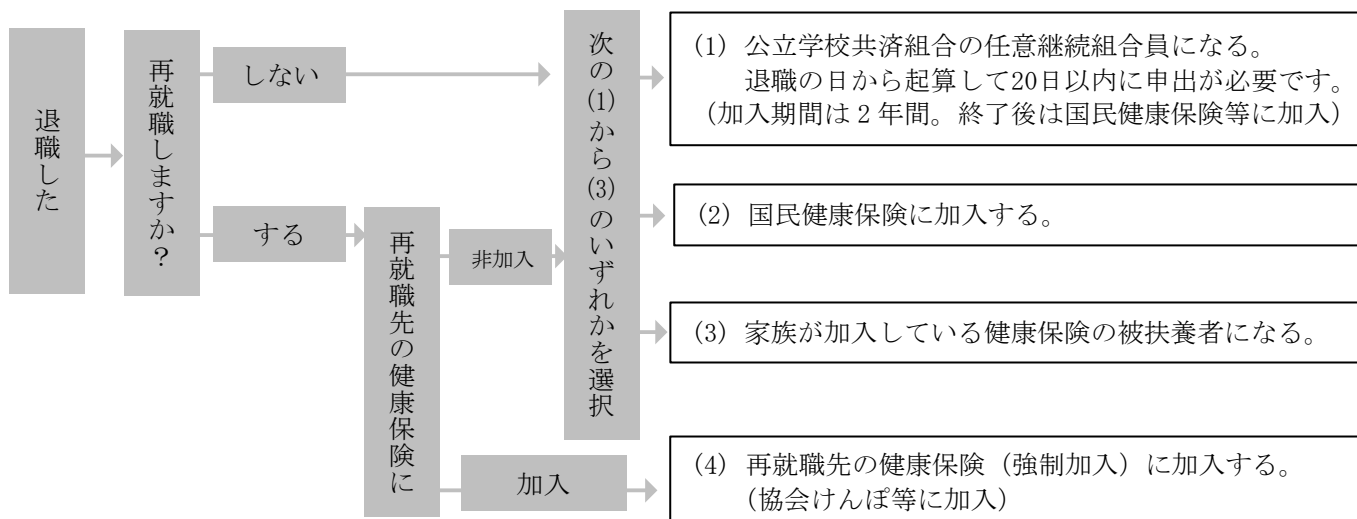 退職した
再就職しますか？
しない
する
再就職先の健康保険に
非加入
加入
次の(1)から(3)のいずれかを選択
(1) 公立学校共済組合の任意継続組合員になる。
退職の日から起算して20日以内に申出が必要です。
（加入期間は２年間。終了後は国民健康保険等に加入）
(2) 国民健康保険に加入する。
(3) 家族が加入している健康保険の被扶養者になる。
(4) 再就職先の健康保険（強制加入）に加入する。
（協会けんぽ等に加入）